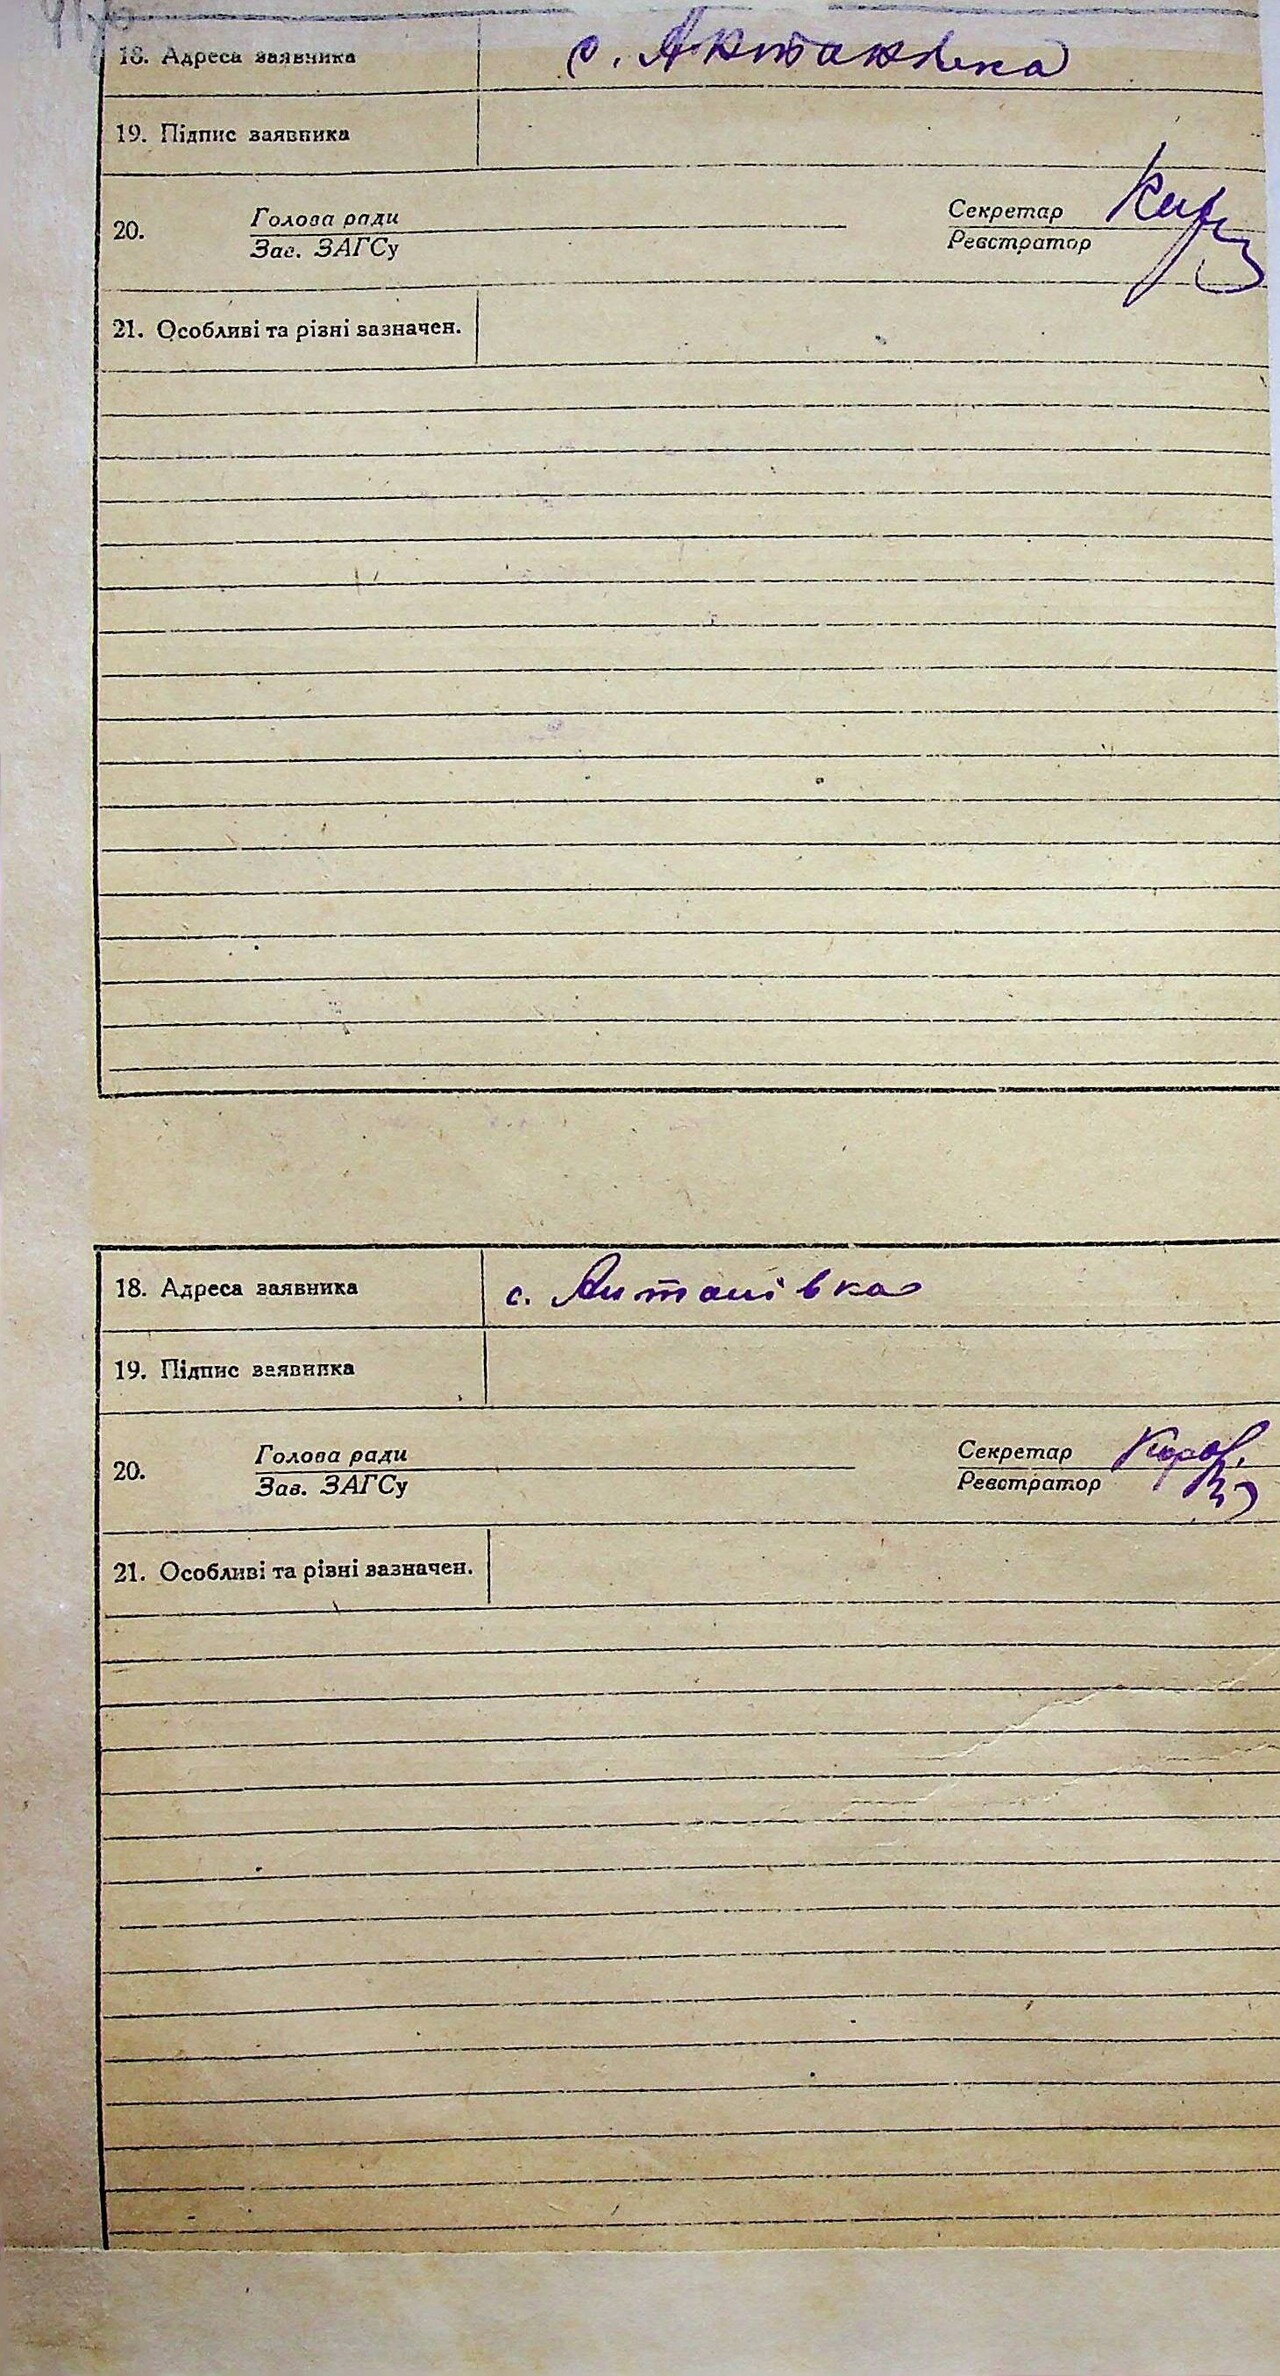 18. Адреса заявника с. Антонівка
19. Підпис заявника
20. Голова ради Секретар
Зав. ЗАГСу Реєстратор
21. Особливі та різні зазначен.
18. Адреса заявника с. Антонівка
19. Підпис заявника
20. Голова ради Секретар
Зав. ЗАГСу Реєстратор
21. Особливі та різні зазначен.